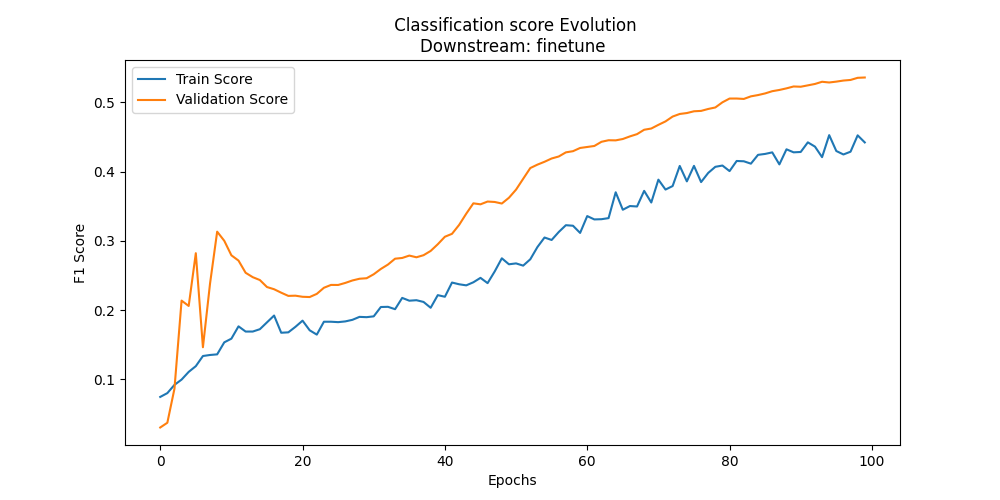 Classification score Evolution
Downstream: finetune
Train Score
Validation Score
F1 Score
0.5
0.4
0.3
0.2
0.1
0 20 40 60 80 100
Epochs